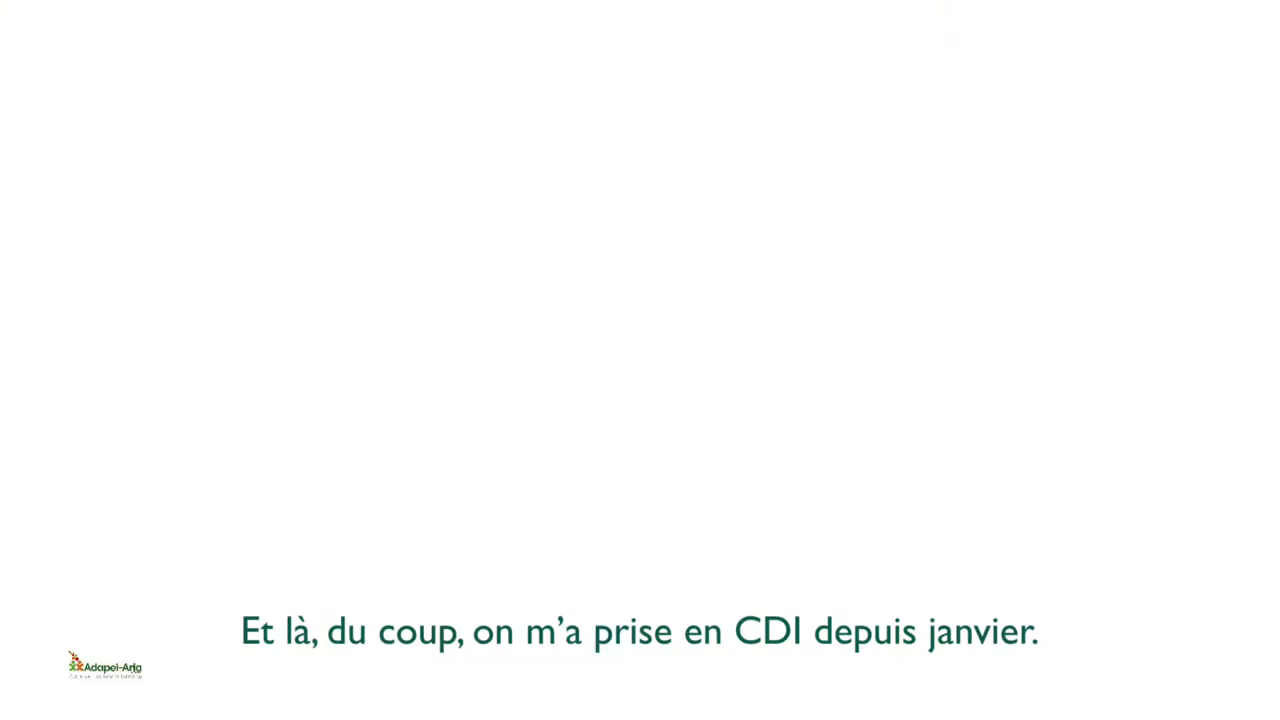 Et là, du coup, on m’a prise en CDI depuis janvier.
Adapei-Aria